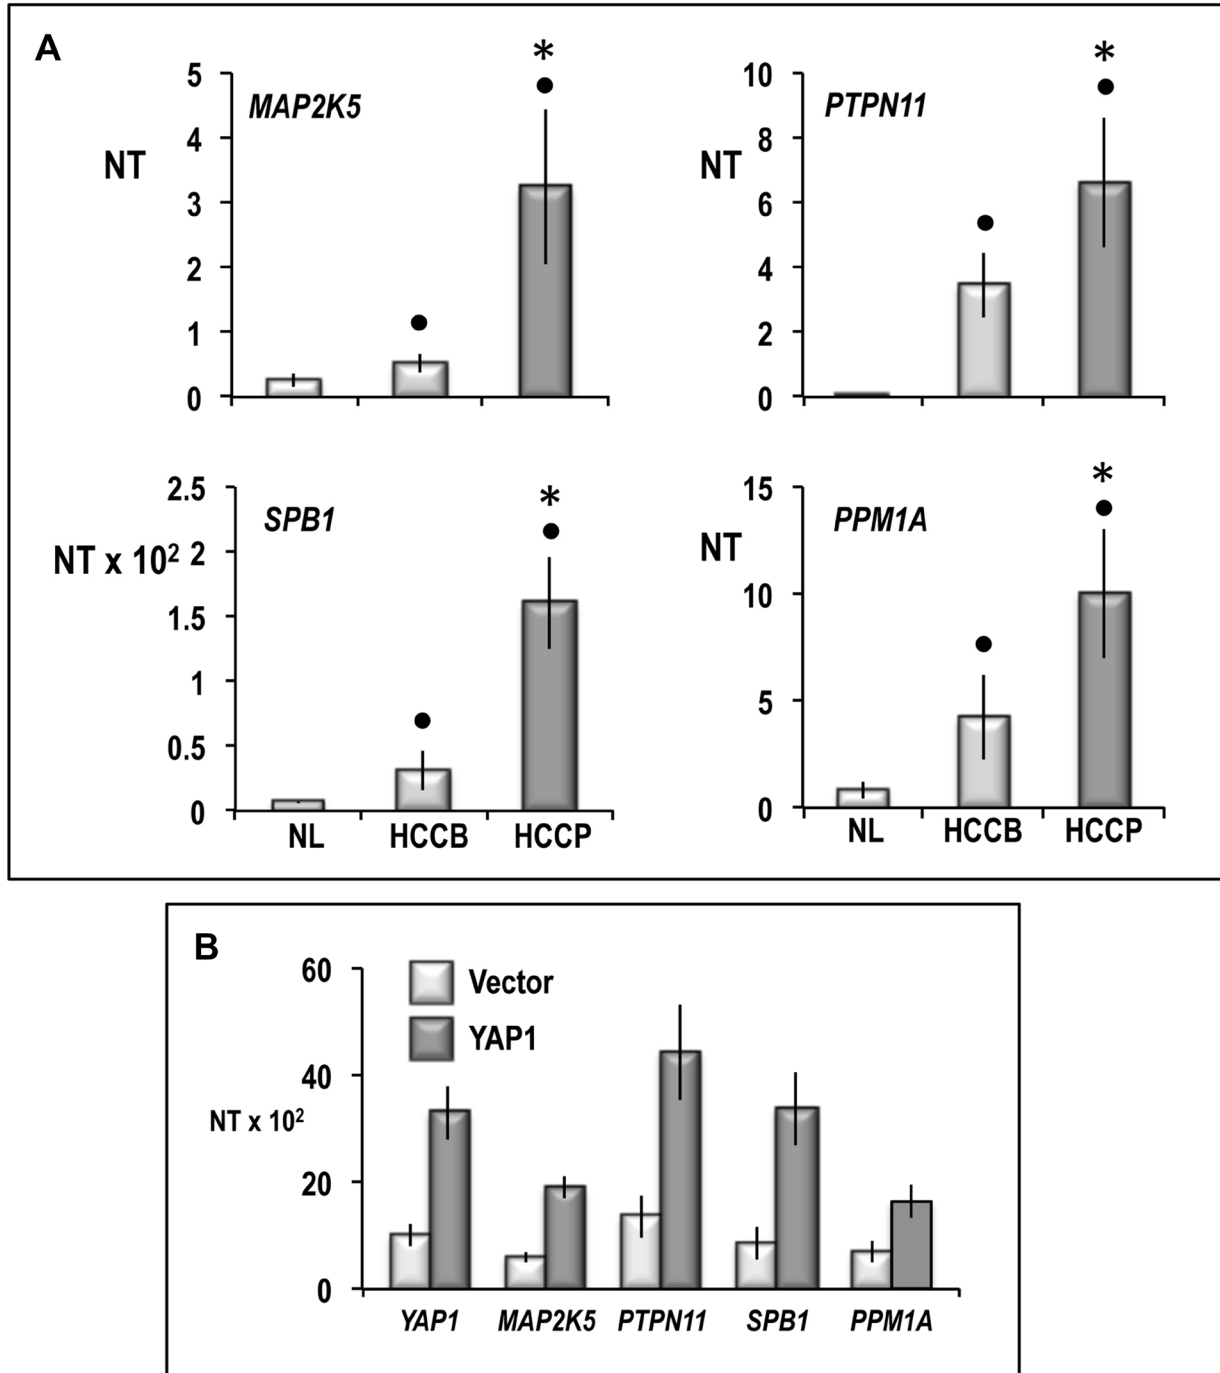 A
MAP2K5
NT
5
4
3
2
1
0
*
PTPN11
NT
10
8
6
4
2
0
*
SPB1
NT x 10²
2.5
2
1.5
1
0.5
0
*
NL HCCB HCCP
PPM1A
NT
15
10
5
0
*
NL HCCB HCCP
B
Vector
YAP1
NT x 10²
60
40
20
0
YAP1 MAP2K5 PTPN11 SPB1 PPM1A